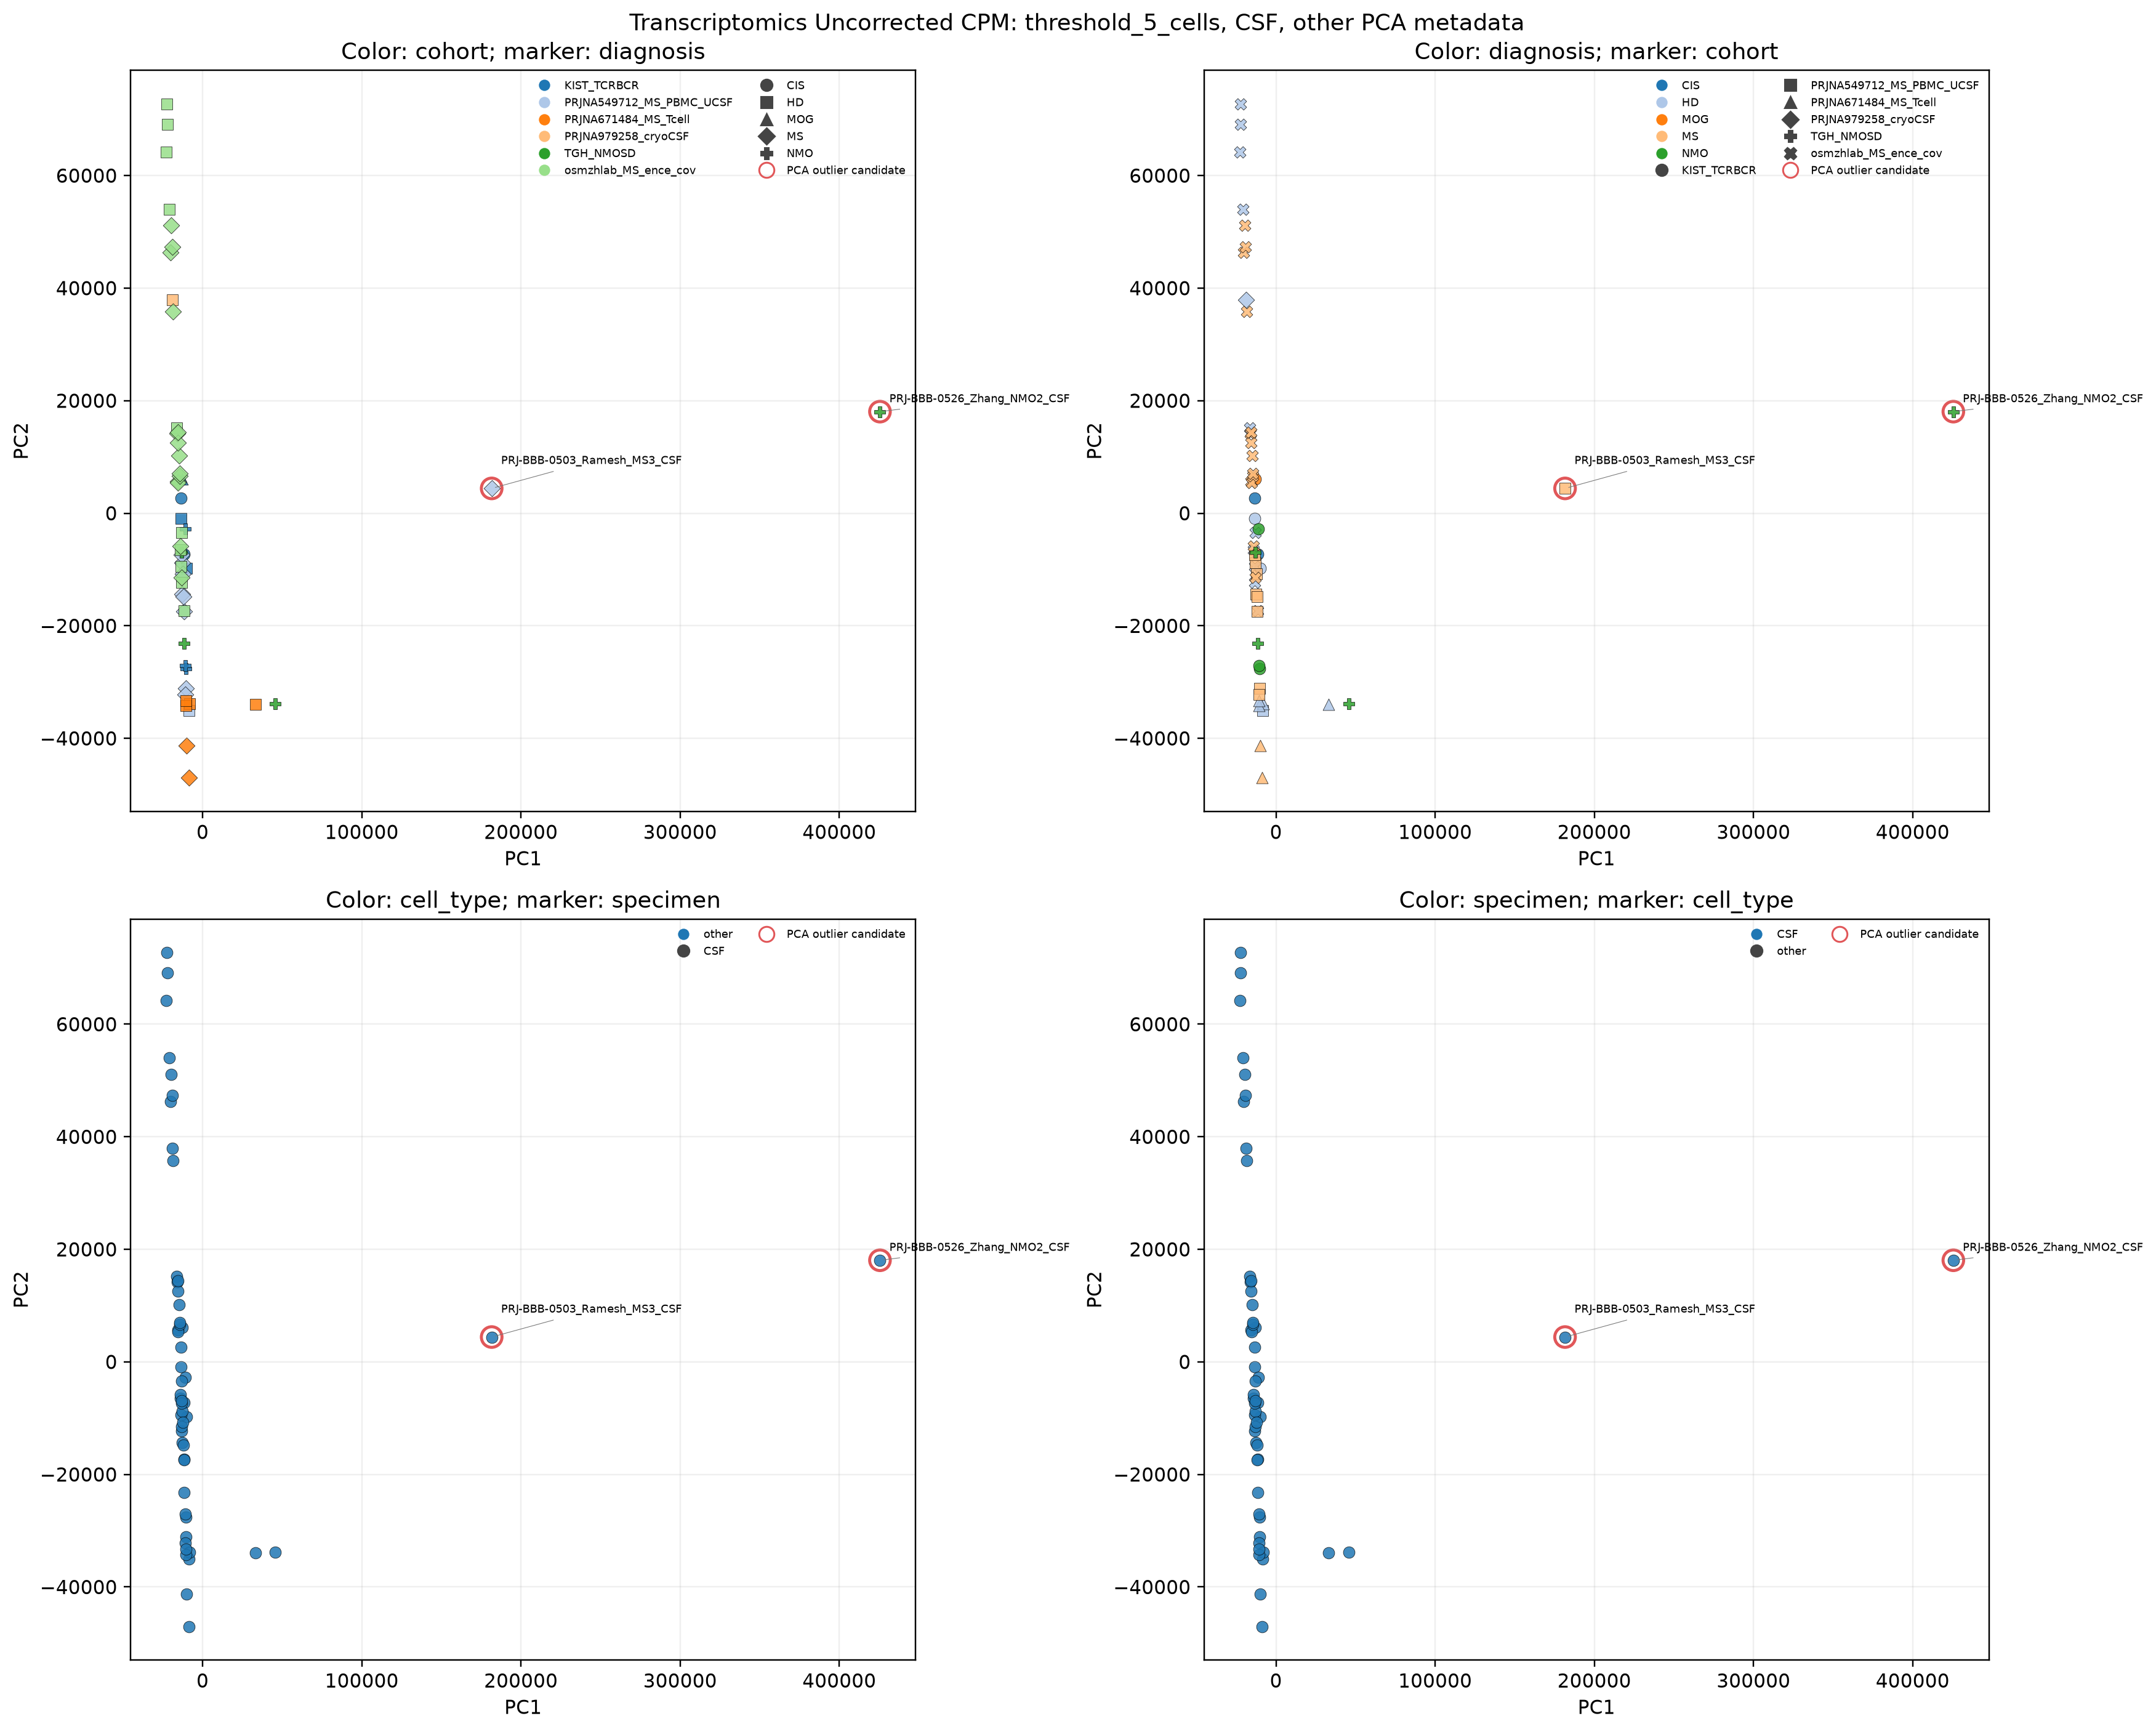 Transcriptomics Uncorrected CPM: threshold_5_cells, CSF, other PCA metadata
Color: cohort; marker: diagnosis
KIST_TCRBCR
PRJNA549712_MS_PBMC_UCSF
PRJNA671484_MS_Tcell
PRJNA979258_cryoCSF
TGH_NMOSD
osmzhlab_MS_ence_cov
CIS
HD
MOG
MS
NMO
PCA outlier candidate
60000
40000
20000
0
−20000
−40000
PC2
PRJ-BBB-0526_Zhang_NMO2_CSF
PRJ-BBB-0503_Ramesh_MS3_CSF
0
100000
200000
300000
400000
PC1
Color: diagnosis; marker: cohort
CIS
HD
MOG
MS
NMO
KIST_TCRBCR
PRJNA549712_MS_PBMC_UCSF
PRJNA671484_MS_Tcell
PRJNA979258_cryoCSF
TGH_NMOSD
osmzhlab_MS_ence_cov
PCA outlier candidate
60000
40000
20000
0
−20000
−40000
PC2
PRJ-BBB-0526_Zhang_NMO2_CSF
PRJ-BBB-0503_Ramesh_MS3_CSF
0
100000
200000
300000
400000
PC1
Color: cell_type; marker: specimen
other
CSF
PCA outlier candidate
60000
40000
20000
0
−20000
−40000
PC2
PRJ-BBB-0526_Zhang_NMO2_CSF
PRJ-BBB-0503_Ramesh_MS3_CSF
0
100000
200000
300000
400000
PC1
Color: specimen; marker: cell_type
CSF
other
PCA outlier candidate
60000
40000
20000
0
−20000
−40000
PC2
PRJ-BBB-0526_Zhang_NMO2_CSF
PRJ-BBB-0503_Ramesh_MS3_CSF
0
100000
200000
300000
400000
PC1